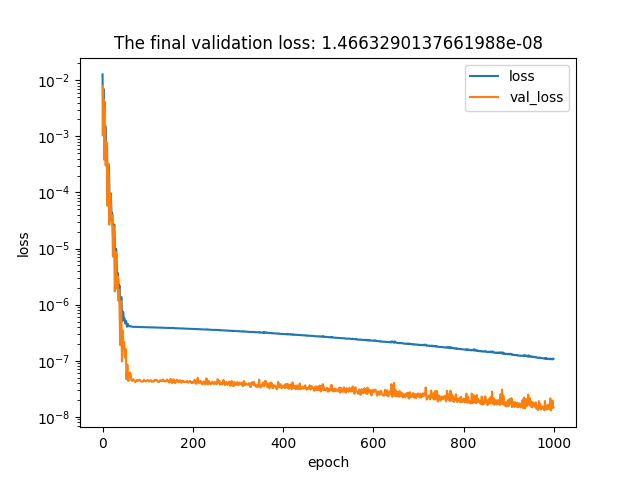 The final validation loss: 1.4663290137661988e-08
loss
val_loss
10⁻²
10⁻³
10⁻⁴
10⁻⁵
10⁻⁶
10⁻⁷
10⁻⁸
loss
0 200 400 600 800 1000
epoch